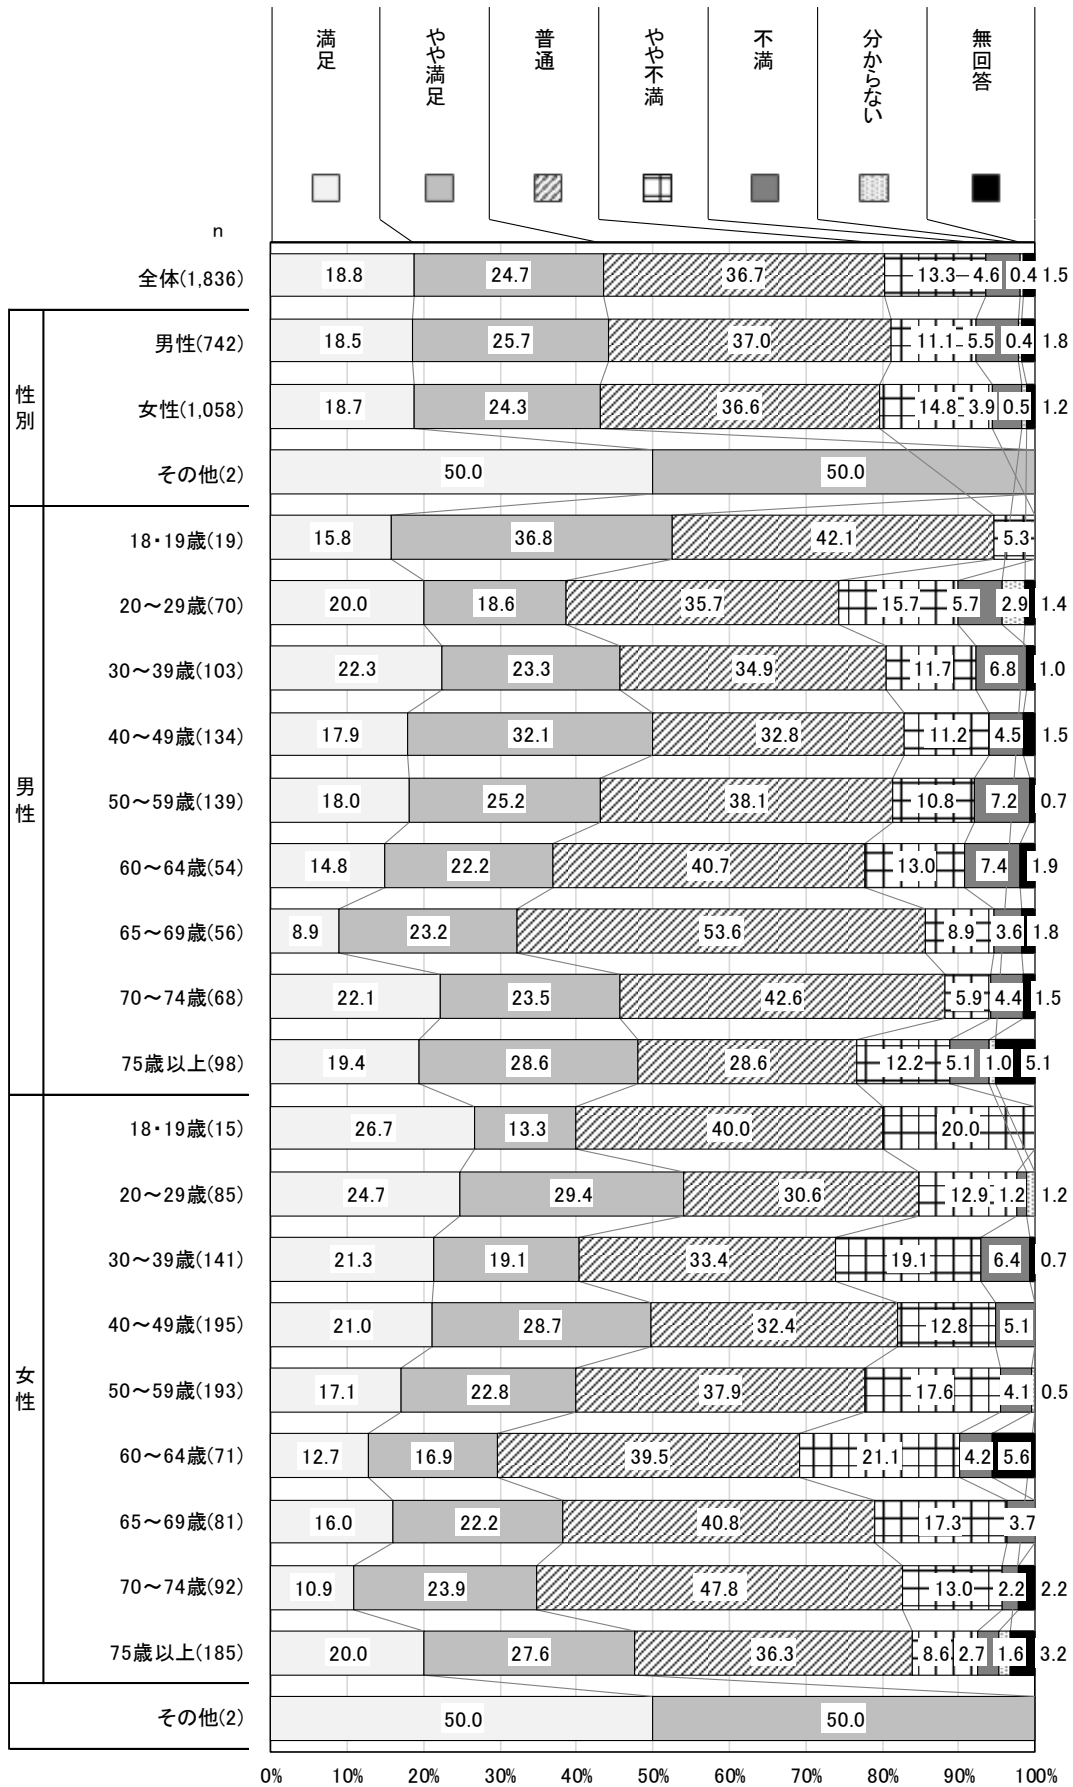 満足
やや満足
普通
やや不満
不満
分からない
無回答
n
全体(1,836) 18.8 24.7 36.7 13.3 4.6 0.4 1.5
性別
男性(742) 18.5 25.7 37.0 11.1 5.5 0.4 1.8
女性(1,058) 18.7 24.3 36.6 14.8 3.9 0.5 1.2
その他(2) 50.0 50.0
男性
18・19歳(19) 15.8 36.8 42.1 5.3
20～29歳(70) 20.0 18.6 35.7 15.7 5.7 2.9 1.4
30～39歳(103) 22.3 23.3 34.9 11.7 6.8 1.0
40～49歳(134) 17.9 32.1 32.8 11.2 4.5 1.5
50～59歳(139) 18.0 25.2 38.1 10.8 7.2 0.7
60～64歳(54) 14.8 22.2 40.7 13.0 7.4 1.9
65～69歳(56) 8.9 23.2 53.6 8.9 3.6 1.8
70～74歳(68) 22.1 23.5 42.6 5.9 4.4 1.5
75歳以上(98) 19.4 28.6 28.6 12.2 5.1 1.0 5.1
女性
18・19歳(15) 26.7 13.3 40.0 20.0
20～29歳(85) 24.7 29.4 30.6 12.9 1.2 1.2
30～39歳(141) 21.3 19.1 33.4 19.1 6.4 0.7
40～49歳(195) 21.0 28.7 32.4 12.8 5.1
50～59歳(193) 17.1 22.8 37.9 17.6 4.1 0.5
60～64歳(71) 12.7 16.9 39.5 21.1 4.2 5.6
65～69歳(81) 16.0 22.2 40.8 17.3 3.7
70～74歳(92) 10.9 23.9 47.8 13.0 2.2 2.2
75歳以上(185) 20.0 27.6 36.3 8.6 2.7 1.6 3.2
その他(2) 50.0 50.0
0% 10% 20% 30% 40% 50% 60% 70% 80% 90% 100%